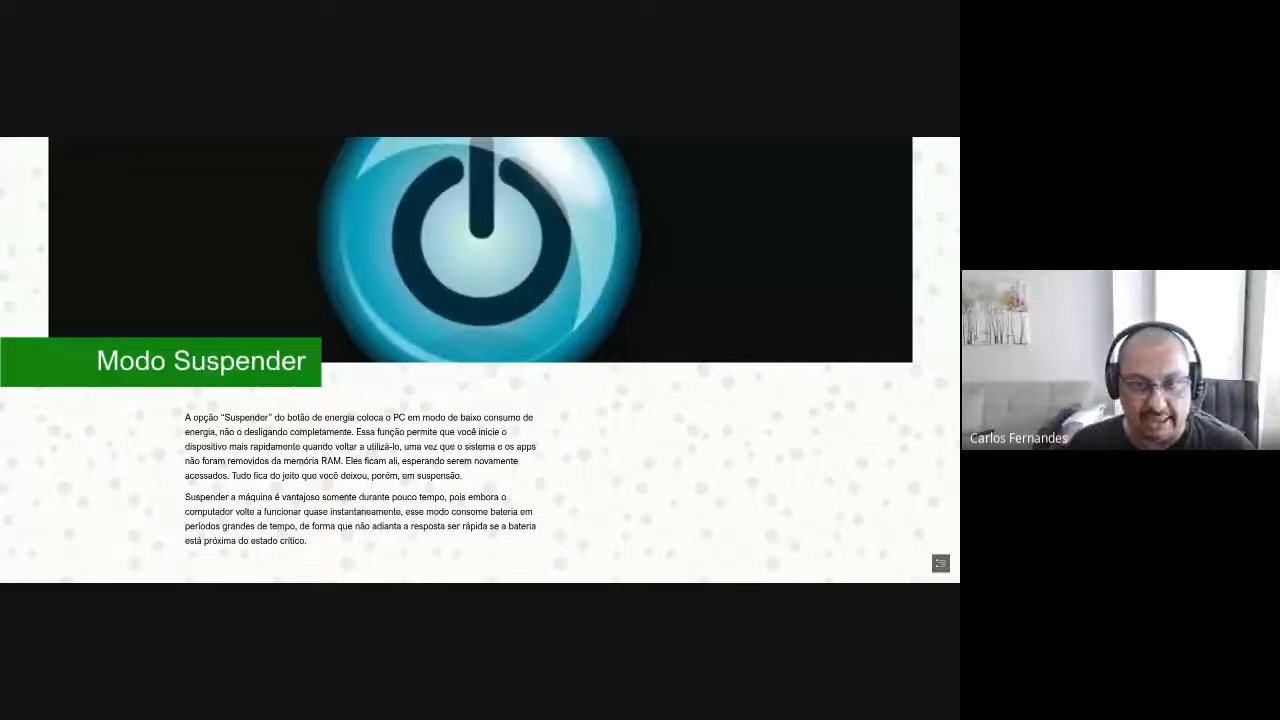 Modo Suspender
A opção “Suspender” do botão de energia coloca o PC em modo de baixo consumo de
energia, não o desligando completamente. Essa função permite que você inicie o
dispositivo mais rapidamente quando voltar a utilizá-lo, uma vez que o sistema e os apps
não foram removidos da memória RAM. Eles ficam ali, esperando serem novamente
acessados. Tudo fica do jeito que você deixou, porém, em suspensão.
Suspender a máquina é vantajoso somente durante pouco tempo, pois embora o
computador volte a funcionar quase instantaneamente, esse modo consome bateria em
períodos grandes de tempo, de forma que não adianta a resposta ser rápida se a bateria
está próxima do estado crítico.
Carlos Fernandes